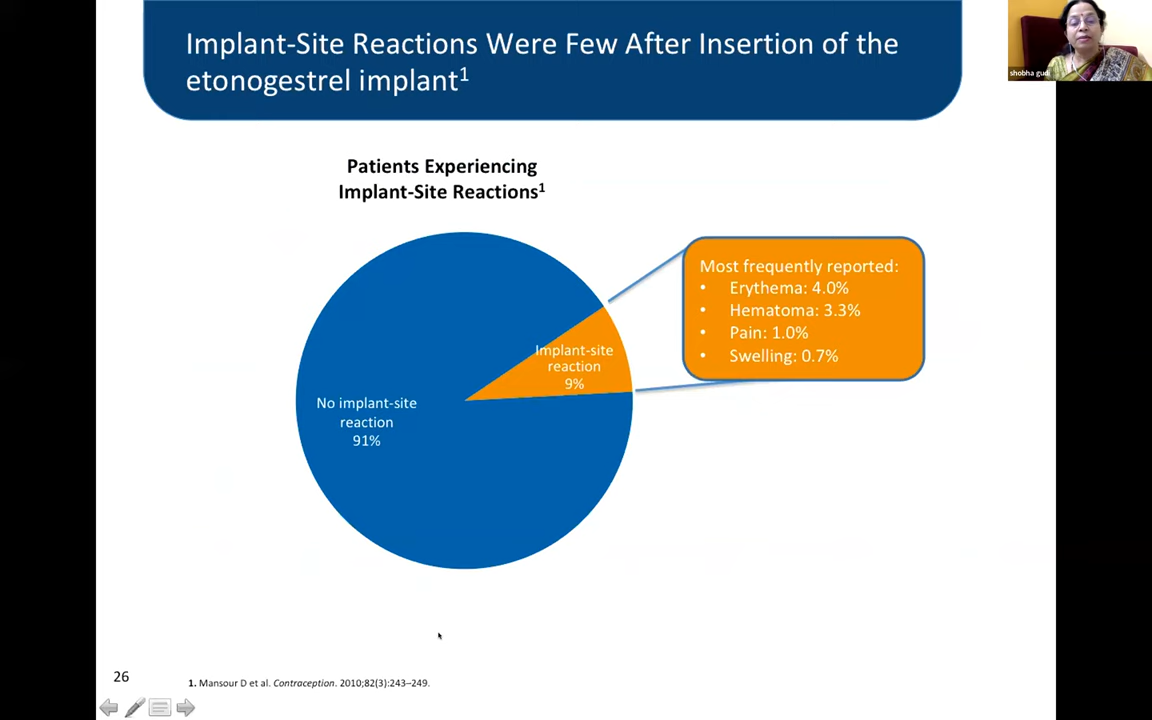 Implant-Site Reactions Were Few After Insertion of the
etonogestrel implant1
shobha gudi
Patients Experiencing
Implant-Site Reactions1
Most frequently reported:
• Erythema: 4.0%
• Hematoma: 3.3%
• Pain: 1.0%
• Swelling: 0.7%
Implant-site
reaction
9%
No implant-site
reaction
91%
26
1. Mansour D et al. Contraception. 2010;82(3):243–249.